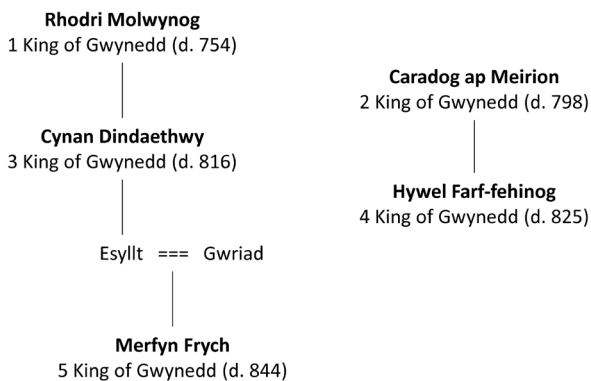 Rhodri Molwynog
1 King of Gwynedd (d. 754)
Caradog ap Meirion
2 King of Gwynedd (d. 798)
Cynan Dindaethwy
3 King of Gwynedd (d. 816)
Hywel Farf-fehinog
4 King of Gwynedd (d. 825)
Esyllt === Gwriad
Merfyn Frych
5 King of Gwynedd (d. 844)